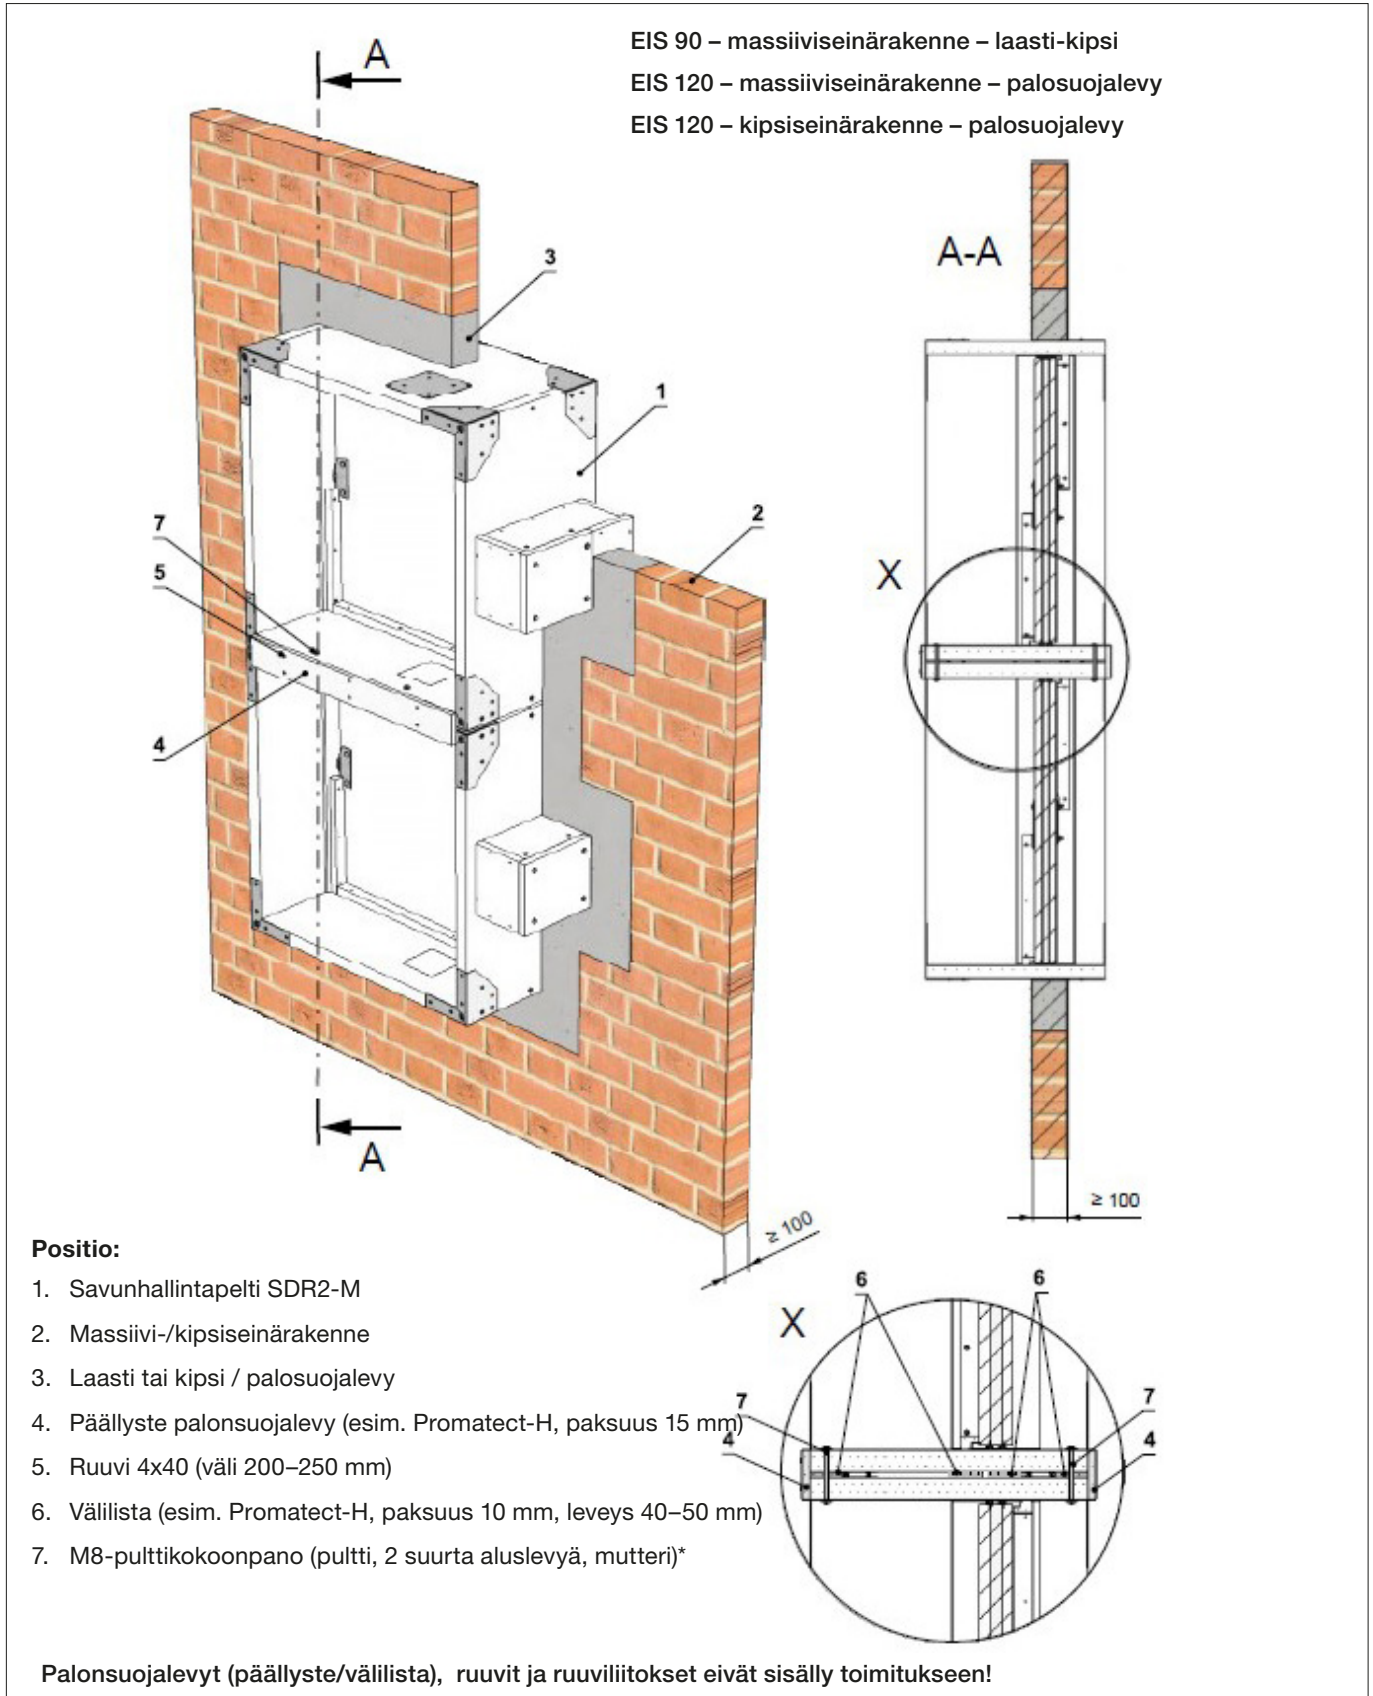 EIS 90 – massiiviseinärakenne – laasti-kipsi
EIS 120 – massiiviseinärakenne – palosuojalevy
EIS 120 – kipsiseinärakenne – palosuojalevy
A
A-A
3
1
7
2
5
X
4
A
≥ 100
≥ 100
Positio:
1. Savunhallintapelti SDR2-M
2. Massiivi-/kipsiseinärakenne
3. Laasti tai kipsi / palosuojalevy
4. Päällyste palonsuojalevy (esim. Promatect-H, paksuus 15 mm)
5. Ruuvi 4x40 (väli 200–250 mm)
6. Välilista (esim. Promatect-H, paksuus 10 mm, leveys 40–50 mm)
7. M8-pulttikokoonpano (pultti, 2 suurta aluslevyä, mutteri)*
6 6
X
7 7
4 4
Palonsuojalevyt (päällyste/välilista), ruuvit ja ruuviliitokset eivät sisälly toimitukseen!